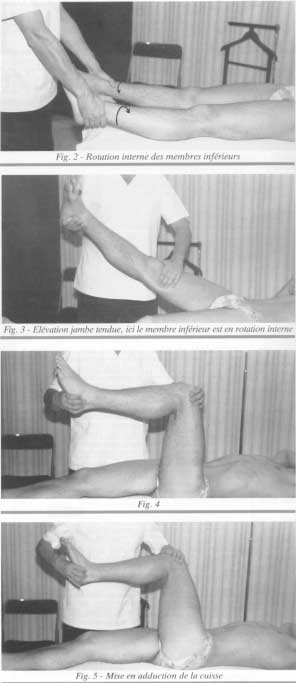 Fig. 2 - Rotation interne des membres inférieurs
Fig. 3 - Elévation jambe tendue, ici le membre inférieur est en rotation interne
Fig. 4
Fig. 5 - Mise en adduction de la cuisse